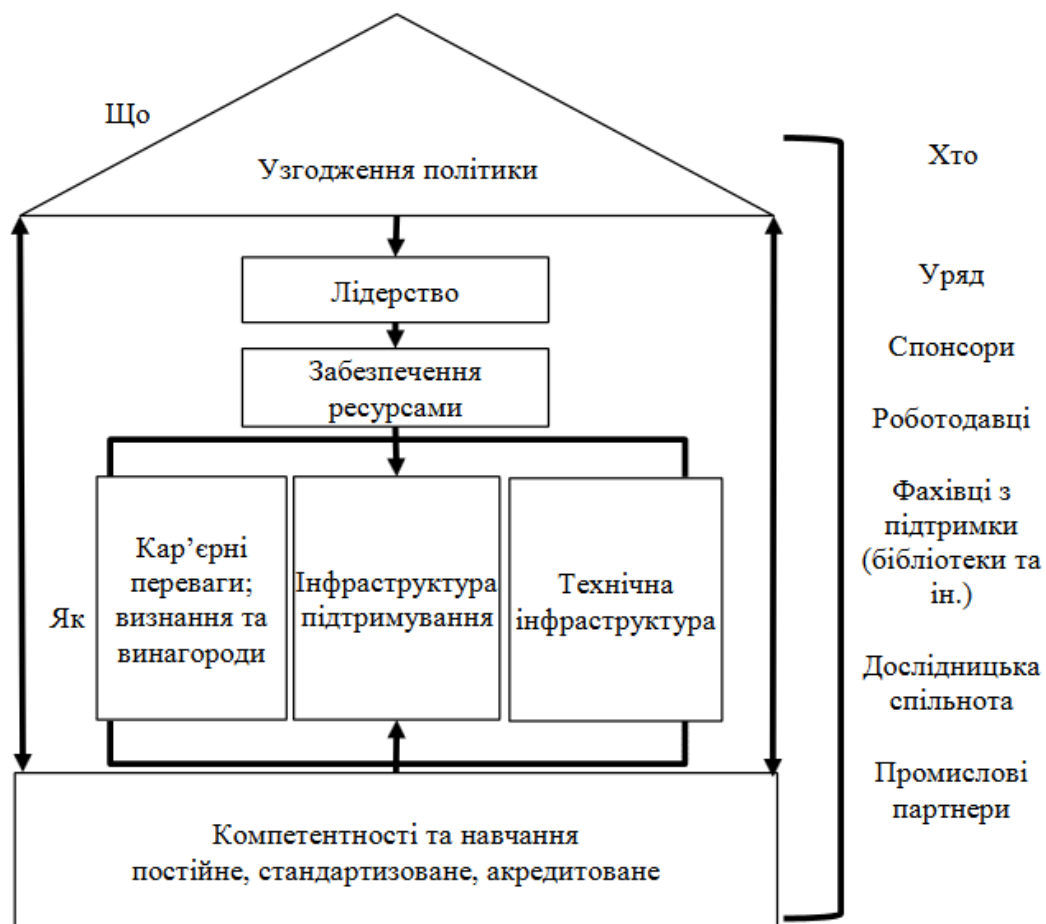 Що
Узгодження політики
Лідерство
Забезпечення
ресурсами
Як
Кар’єрні
переваги;
визнання та
винагороди
Інфраструктура
підтримування
Технічна
інфраструктура
Компетентності та навчання
постійне, стандартизоване, акредитоване
Хто
Уряд
Спонсори
Роботодавці
Фахівці з
підтримки
(бібліотеки та
ін.)
Дослідницька
спільнота
Промислові
партнери